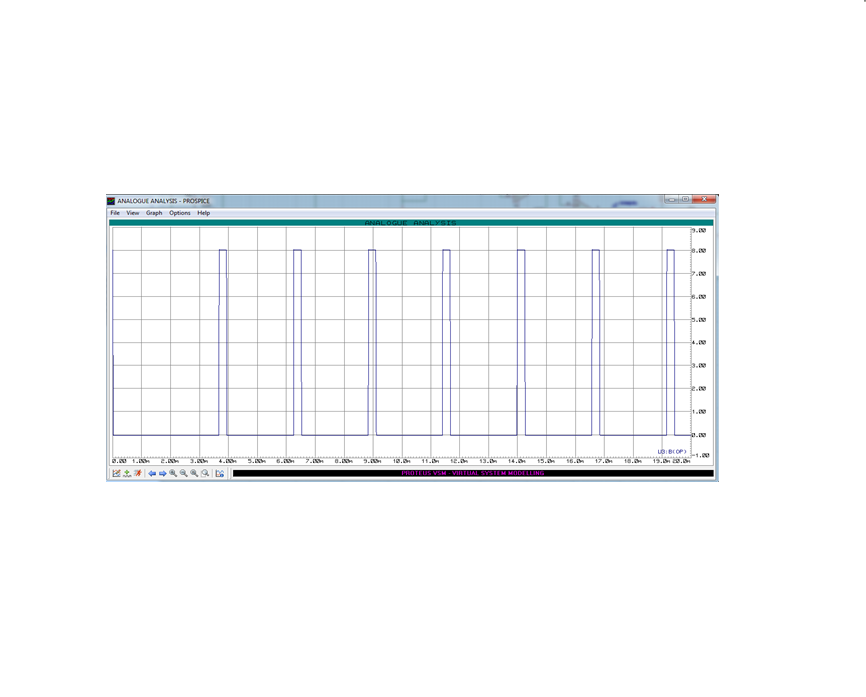 ANALOGUE ANALYSIS - PROSPICE
File View Graph Options Help
ANALOGUE ANALYSIS
9.00
8.00
7.00
6.00
5.00
4.00
3.00
2.00
1.00
0.00
U3:B(OP)
-1.00
0.00 1.00m 2.00m 3.00m 4.00m 5.00m 6.00m 7.00m 8.00m 9.00m 10.0m 11.0m 12.0m 13.0m 14.0m 15.0m 16.0m 17.0m 18.0m 19.0m 20.0m
PROTEUS VSM - VIRTUAL SYSTEM MODELLING